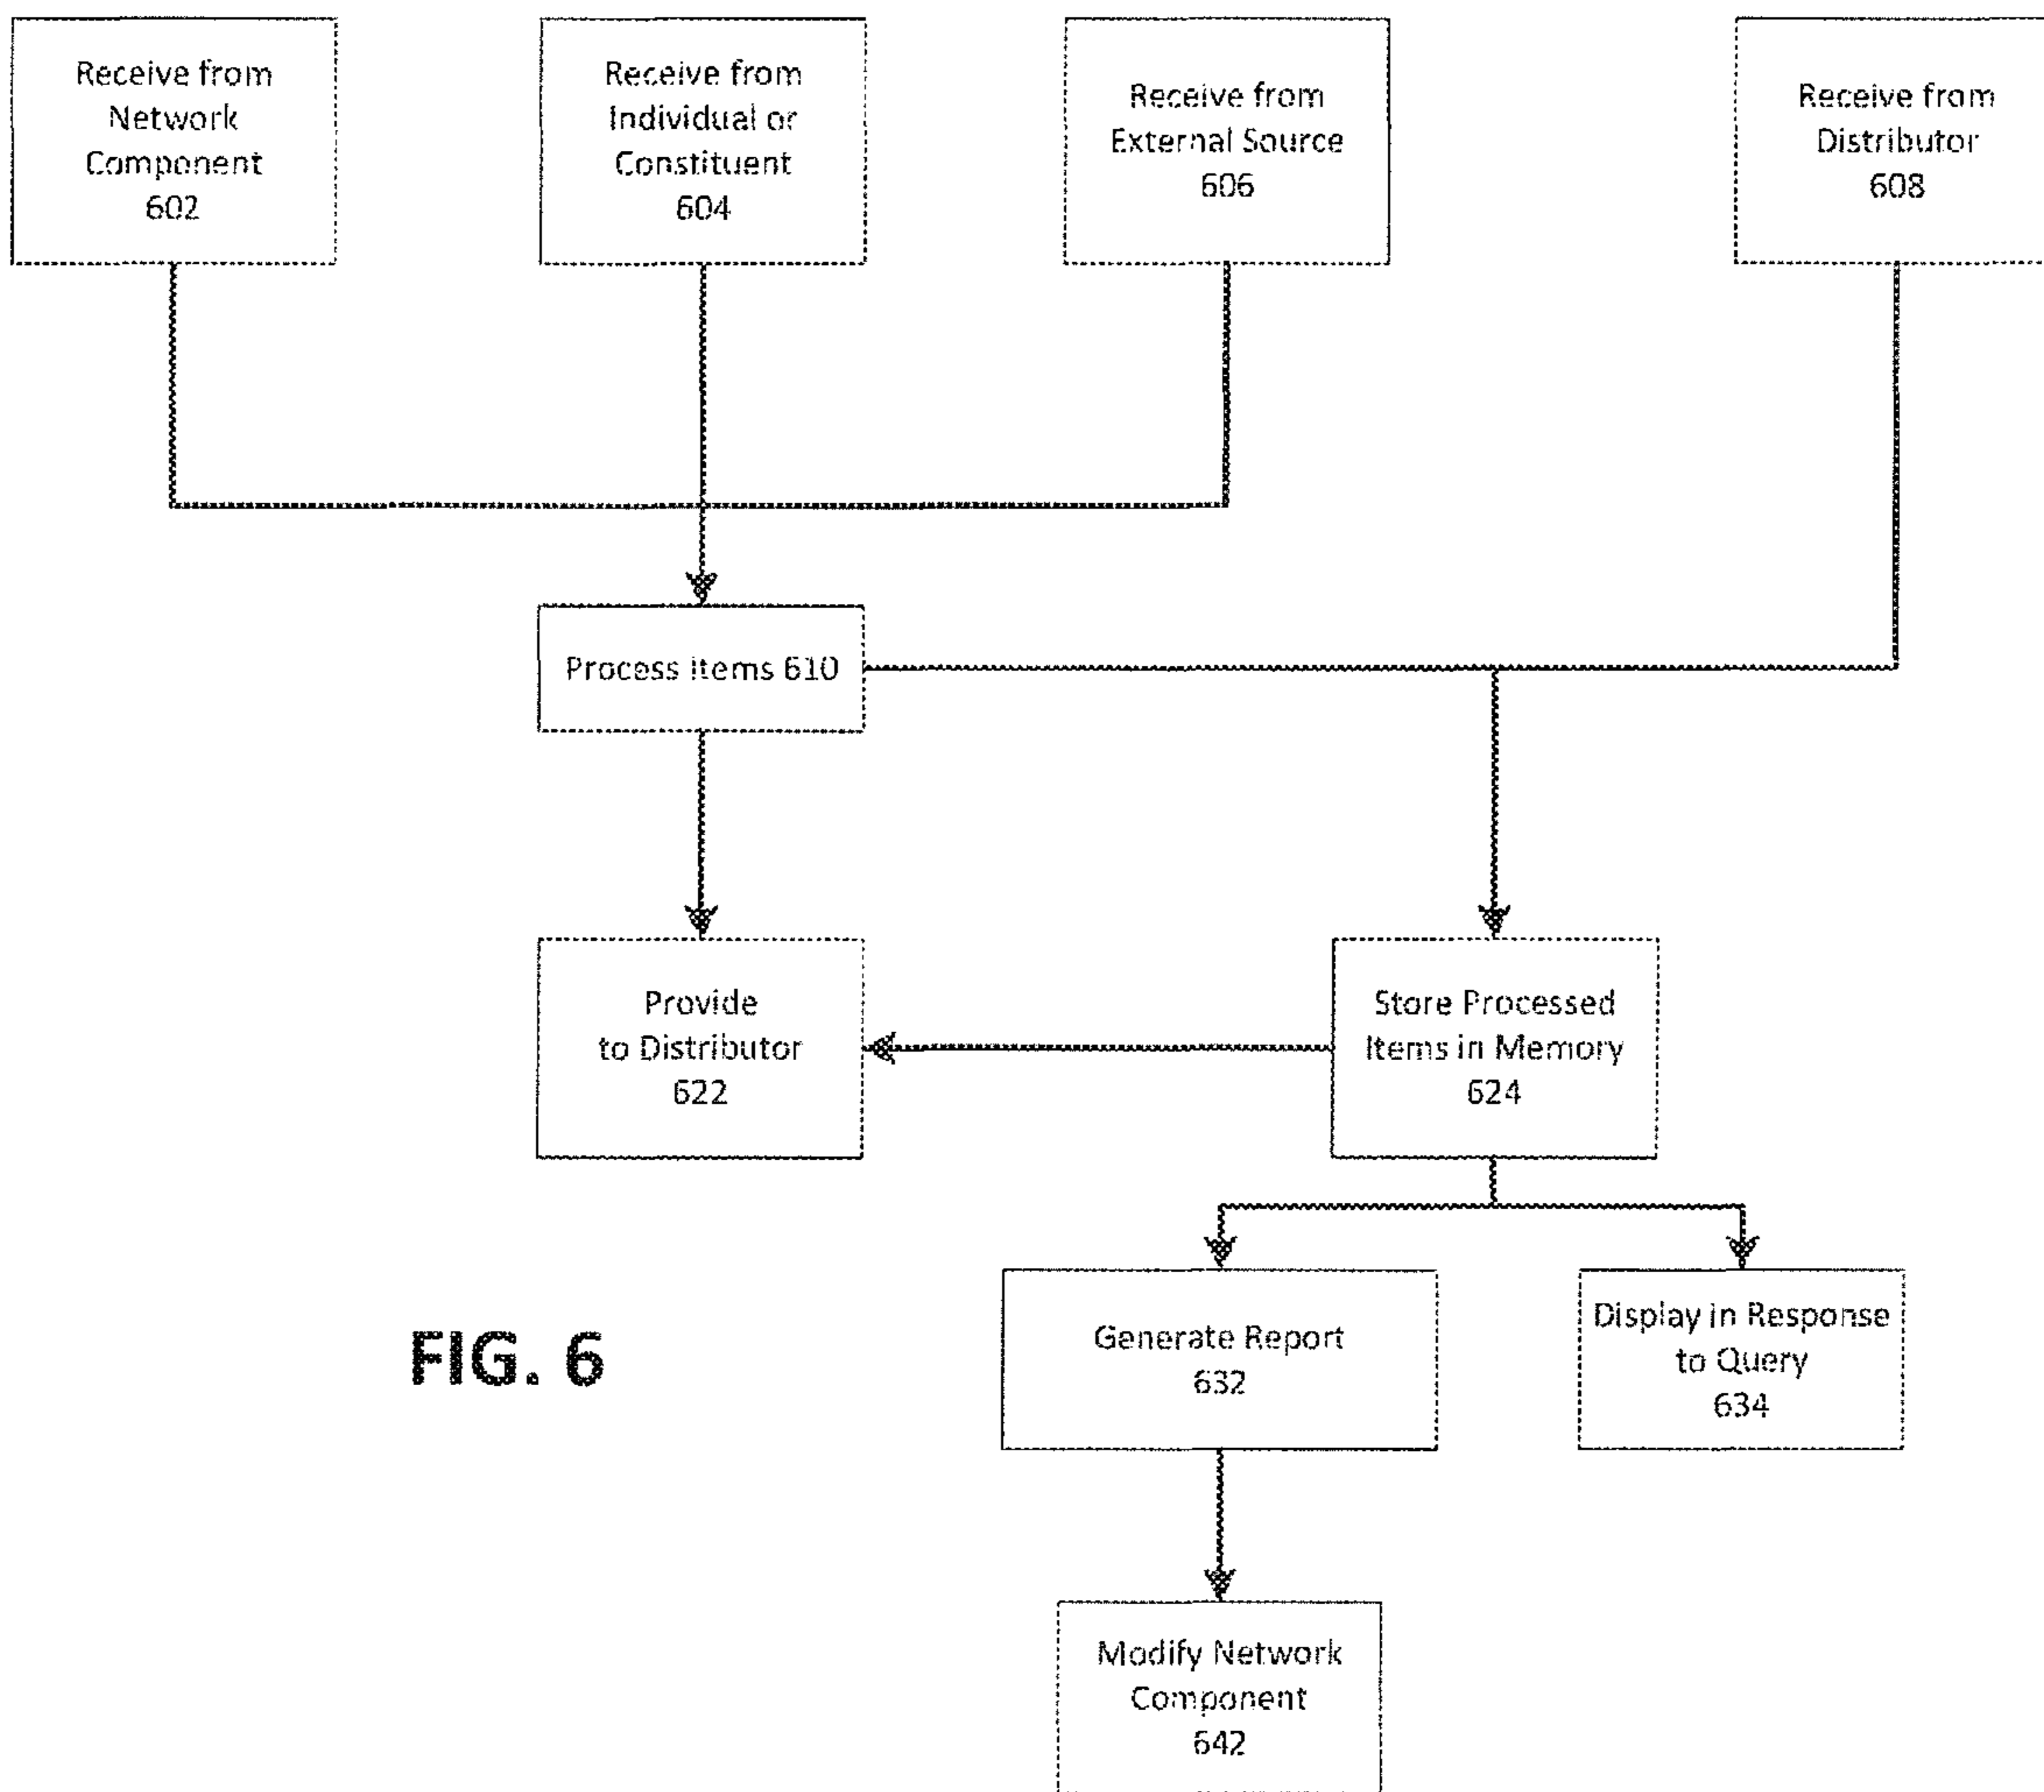 Receive from
Network
Component
602
Receive from
Individual or
Constituent
604
Receive from
External Source
606
Receive from
Distributor
608
Process Items 610
Provide
to Distributor
622
Store Processed
Items in Memory
624
Generate Report
632
Display in Response
to Query
634
FIG. 6
Modify Network
Component
642